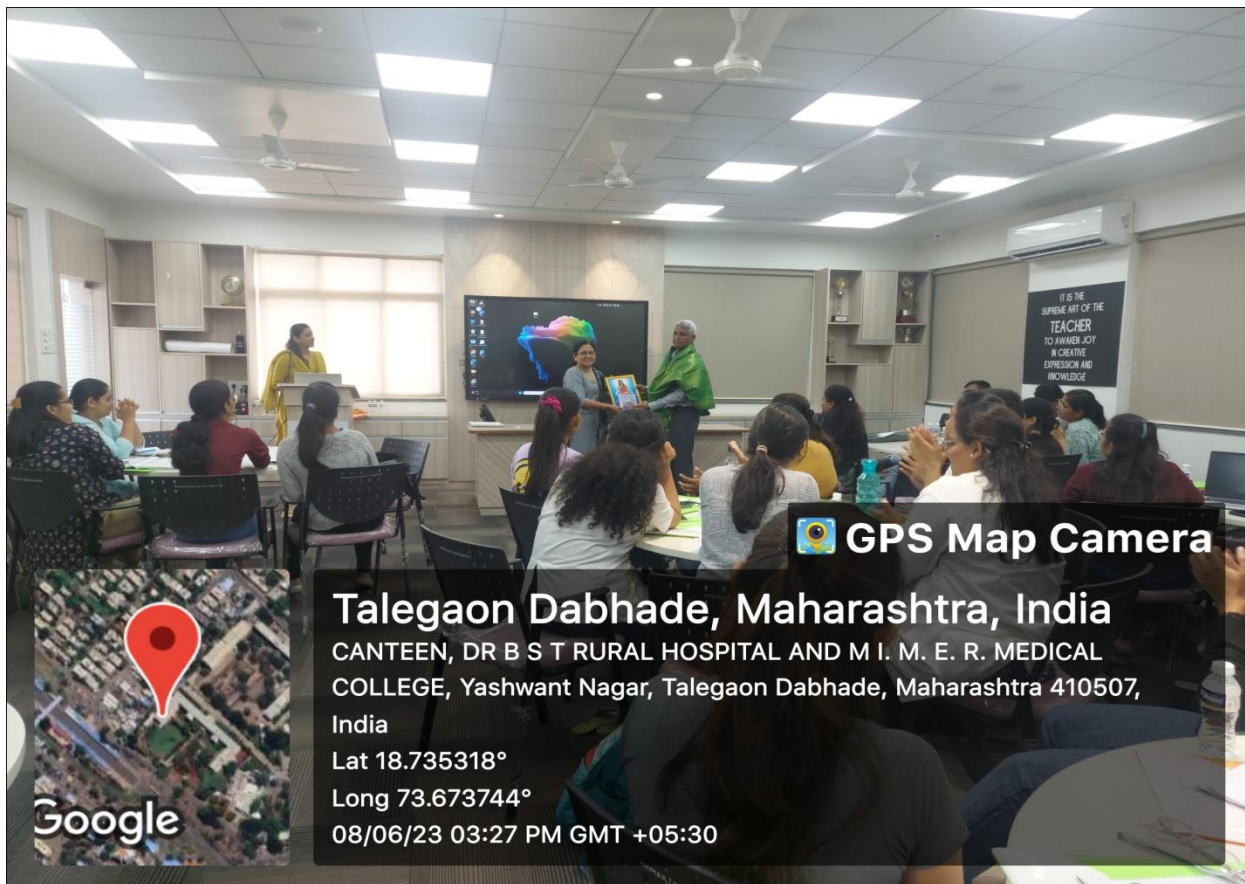 IT IS THE
SUPREME ART OF THE
TEACHER
TO AWAKEN JOY
IN CREATIVE
EXPRESSION AND
KNOWLEDGE
GPS Map Camera
Talegaon Dabhade, Maharashtra, India
CANTEEN, DR B S T RURAL HOSPITAL AND M I. M. E. R. MEDICAL
COLLEGE, Yashwant Nagar, Talegaon Dabhade, Maharashtra 410507,
India
Lat 18.735318°
Long 73.673744°
08/06/23 03:27 PM GMT +05:30
Google